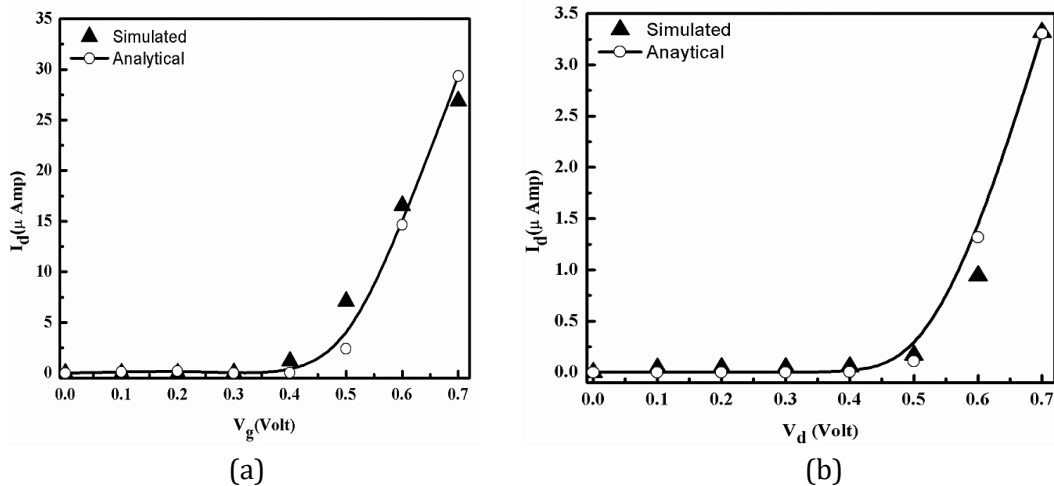 35
30
25
20
15
10
5
0
I_d(μ Amp)
Simulated
Analytical
0.0 0.1 0.2 0.3 0.4 0.5 0.6 0.7
V_g(Volt)
(a)
3.5
3.0
2.5
2.0
1.5
1.0
0.5
0.0
I_d(μ Amp)
Simulated
Anaytical
0.0 0.1 0.2 0.3 0.4 0.5 0.6 0.7
V_d (Volt)
(b)